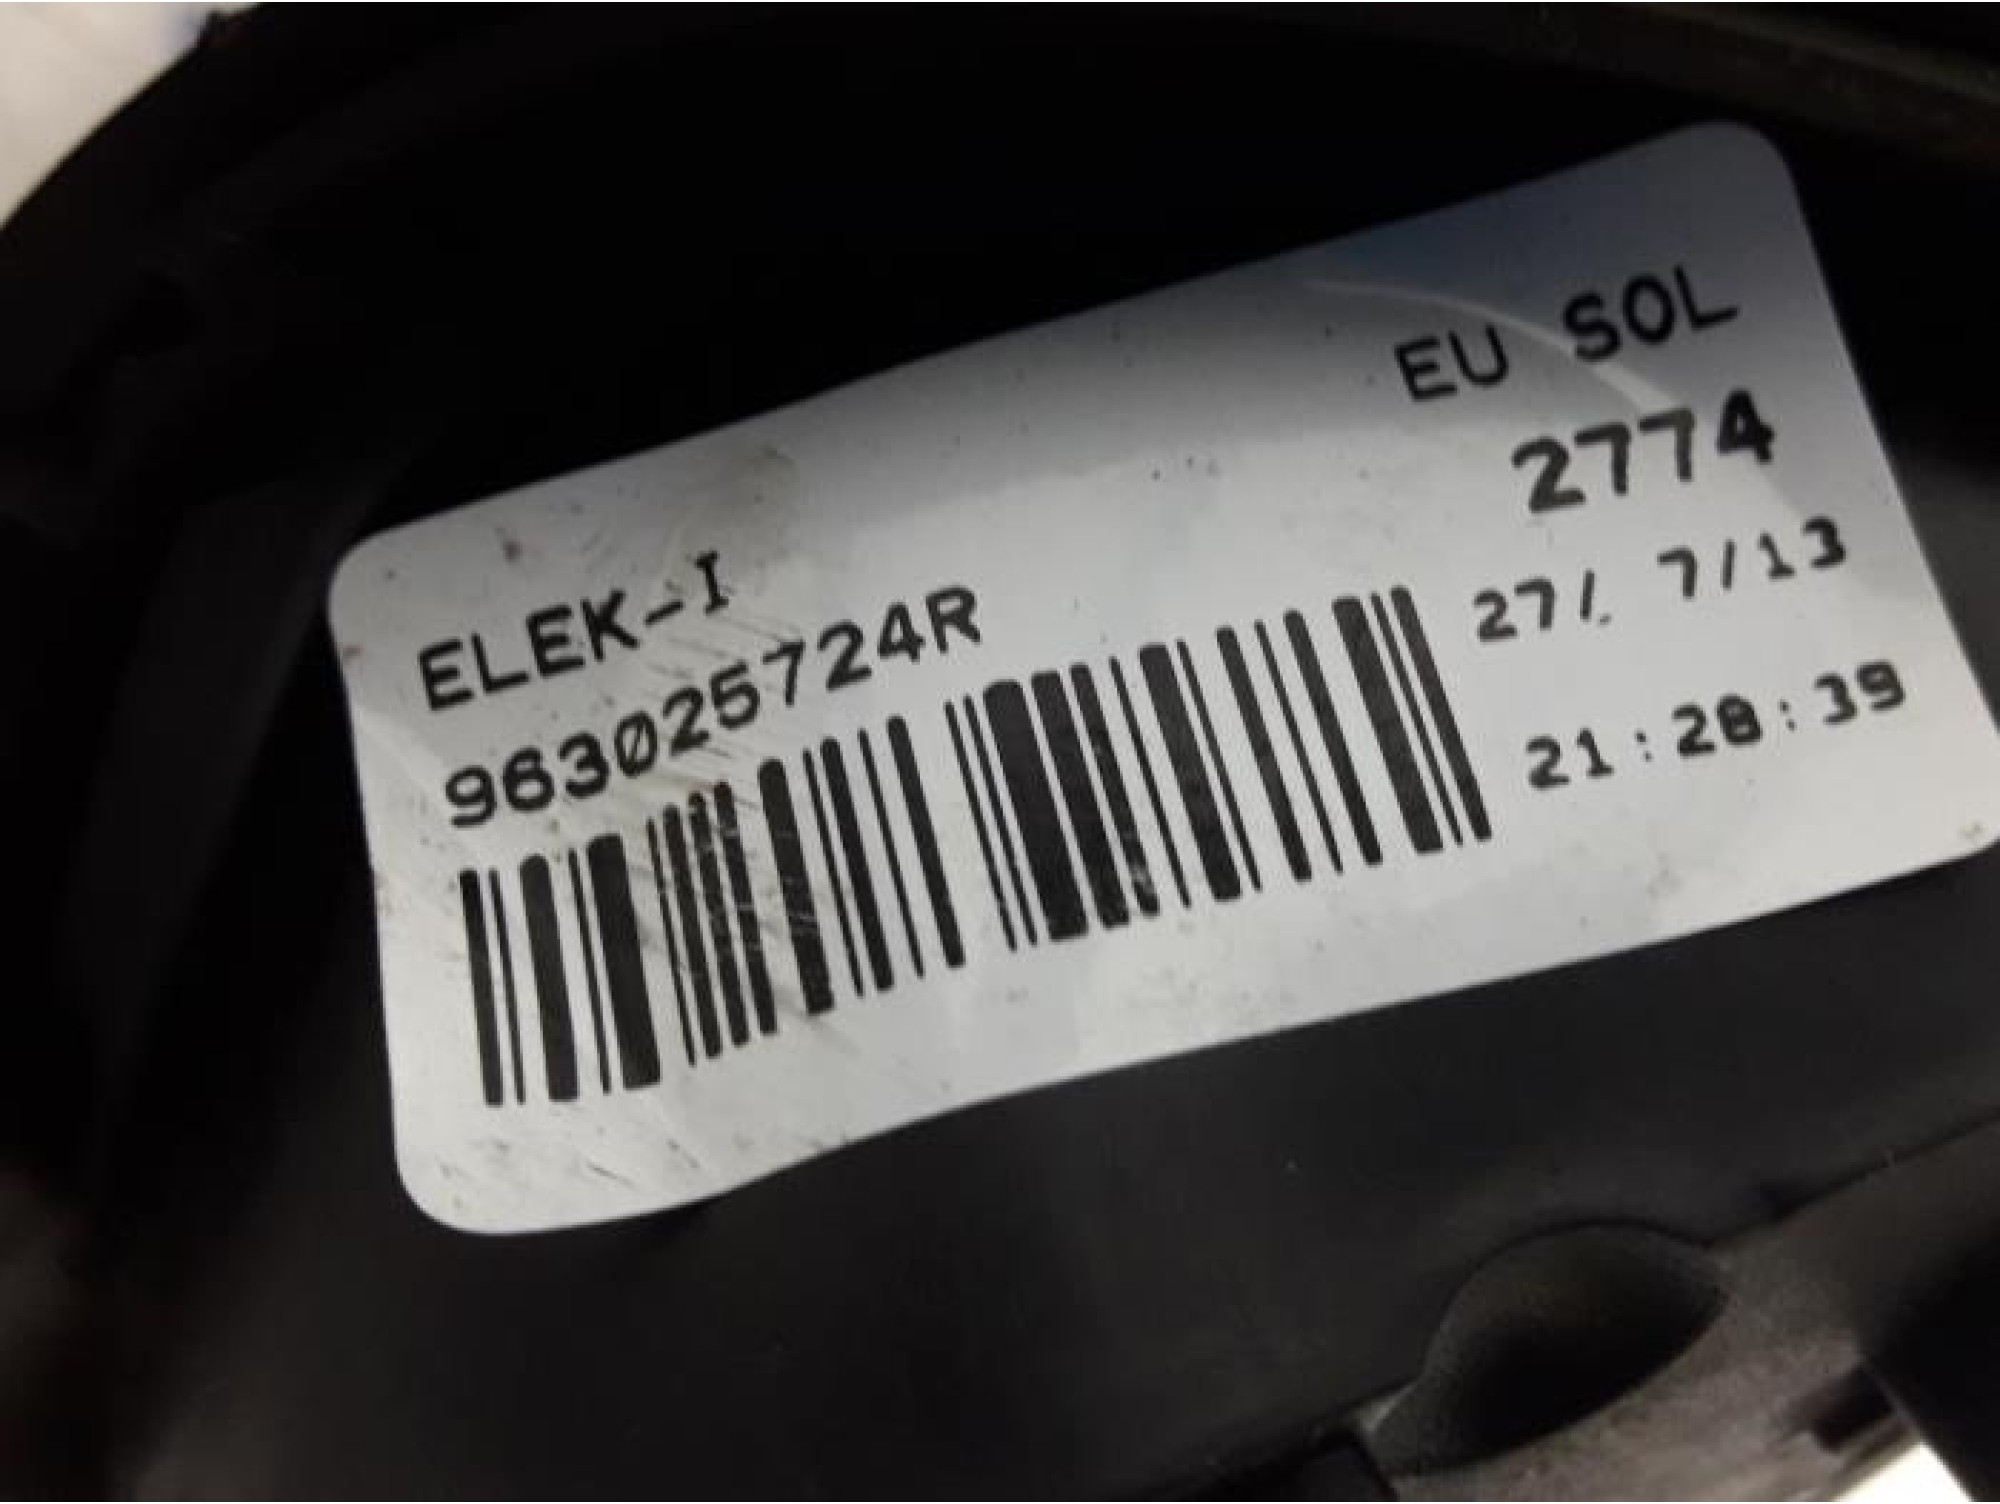 EU SOL
2774
ELEK-I
963025724R
27/ 7/13
21:28:39